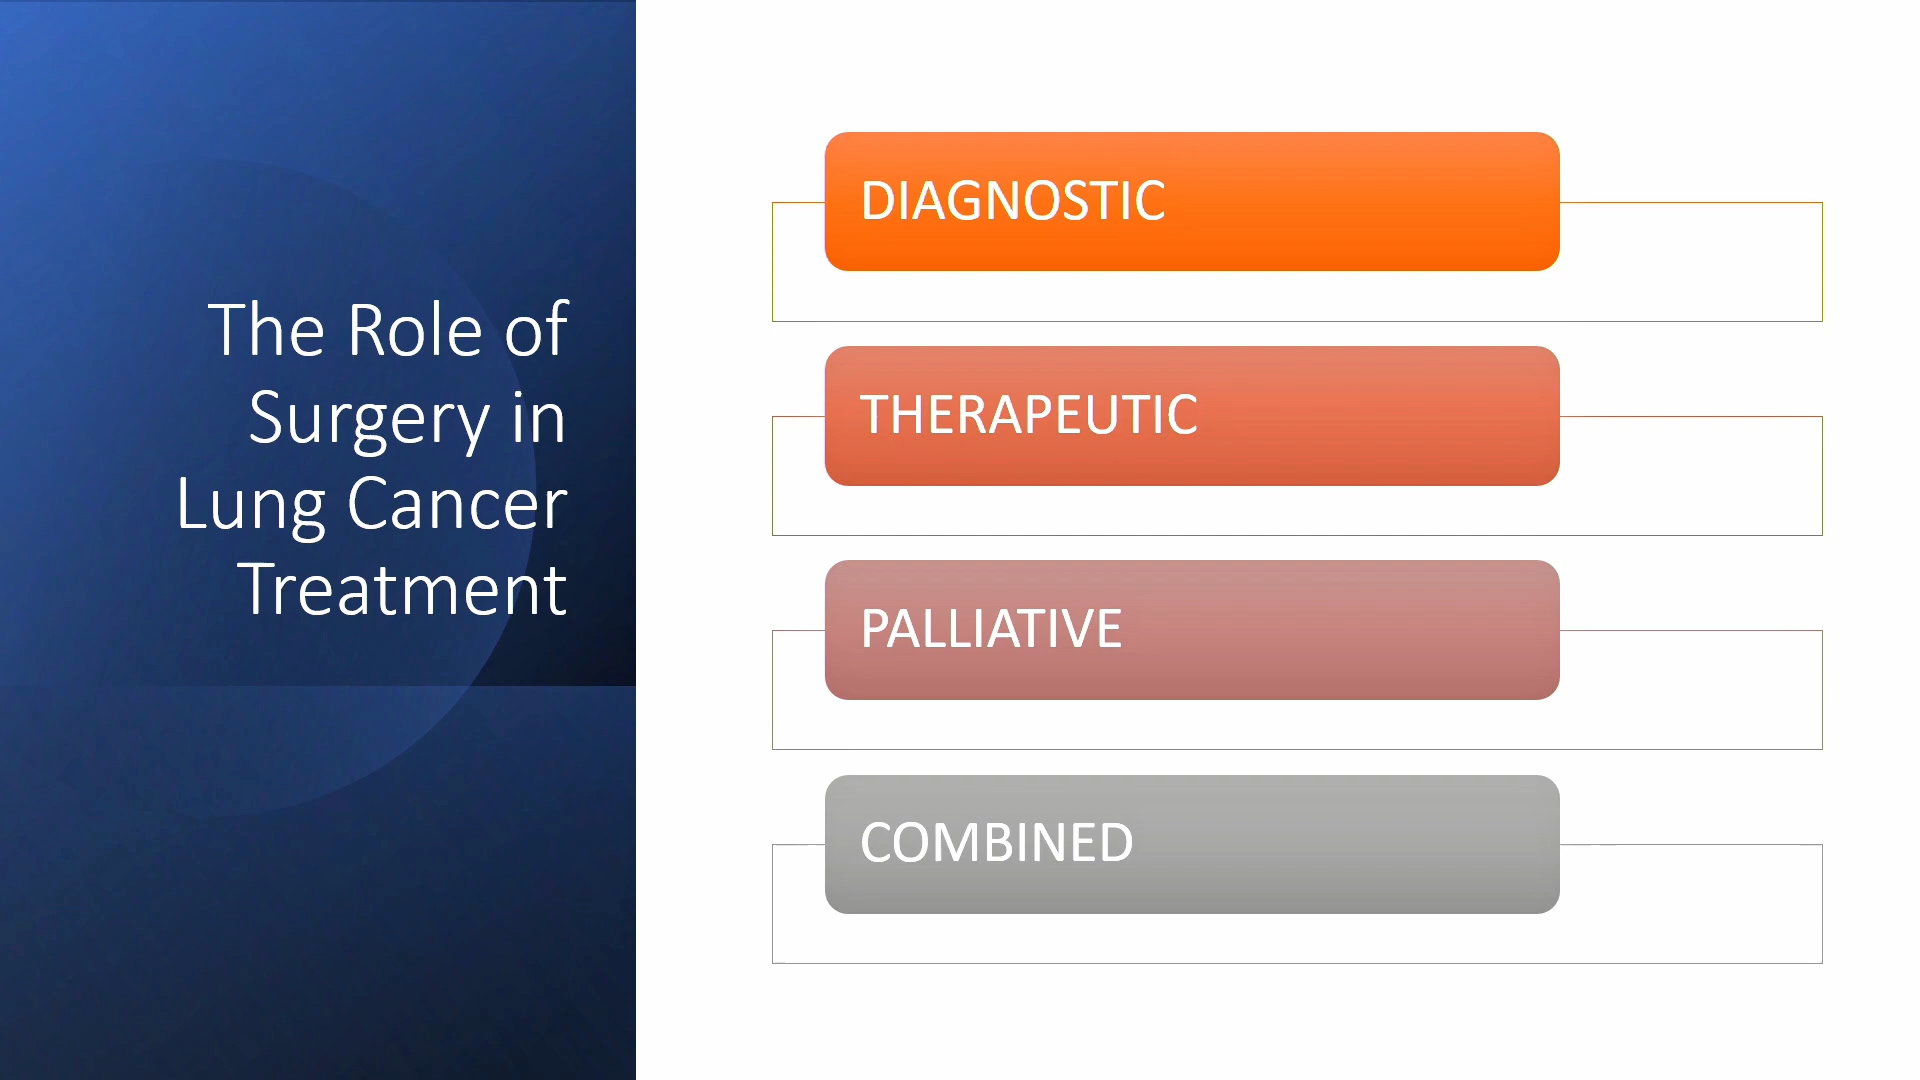 The Role of
Surgery in
Lung Cancer
Treatment
DIAGNOSTIC
THERAPEUTIC
PALLIATIVE
COMBINED